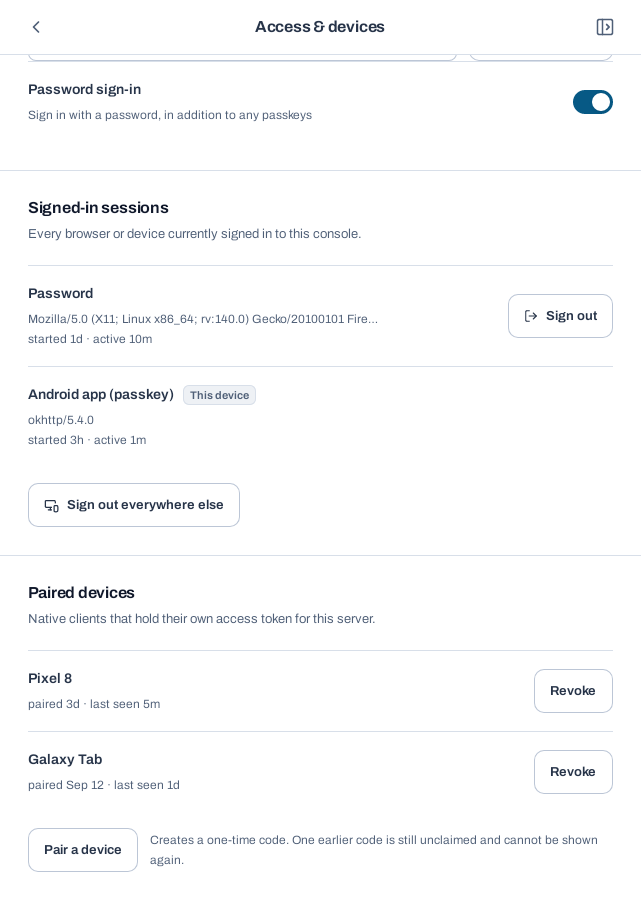 Access & devices
Password sign-in
Sign in with a password, in addition to any passkeys
Signed-in sessions
Every browser or device currently signed in to this console.
Password
Mozilla/5.0 (X11; Linux x86_64; rv:140.0) Gecko/20100101 Fire…
started 1d · active 10m
Sign out
Android app (passkey) This device
okhttp/5.4.0
started 3h · active 1m
Sign out everywhere else
Paired devices
Native clients that hold their own access token for this server.
Pixel 8
paired 3d · last seen 5m
Revoke
Galaxy Tab
paired Sep 12 · last seen 1d
Revoke
Pair a device
Creates a one-time code. One earlier code is still unclaimed and cannot be shown
again.